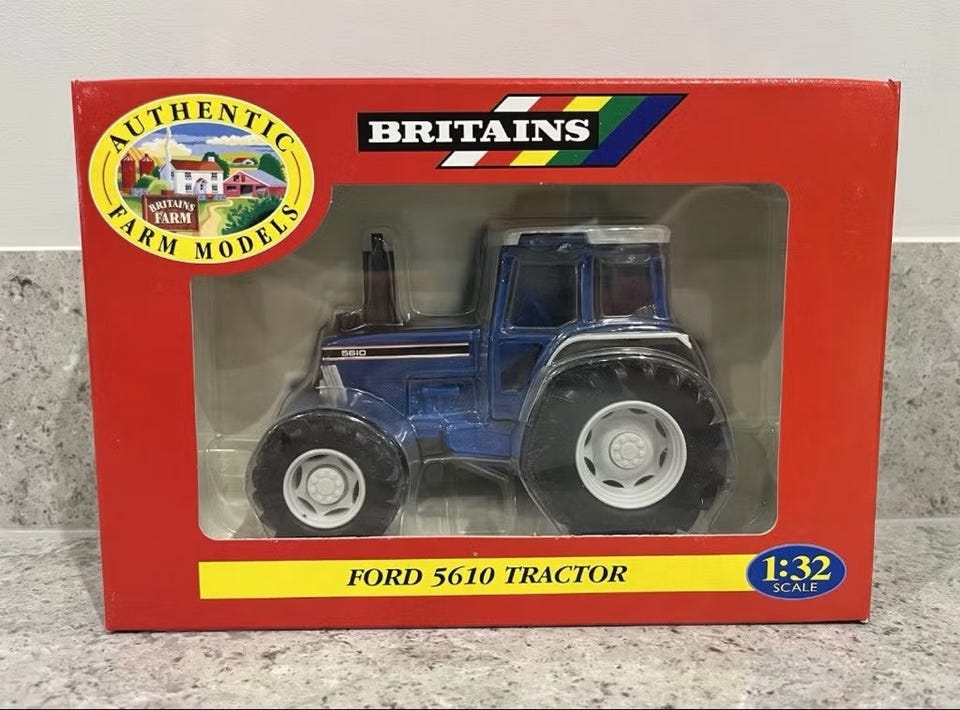 AUTHENTIC
BRITAINS
FARM
FARM MODELS
BRITAINS
5610
FORD 5610 TRACTOR
1:32
SCALE